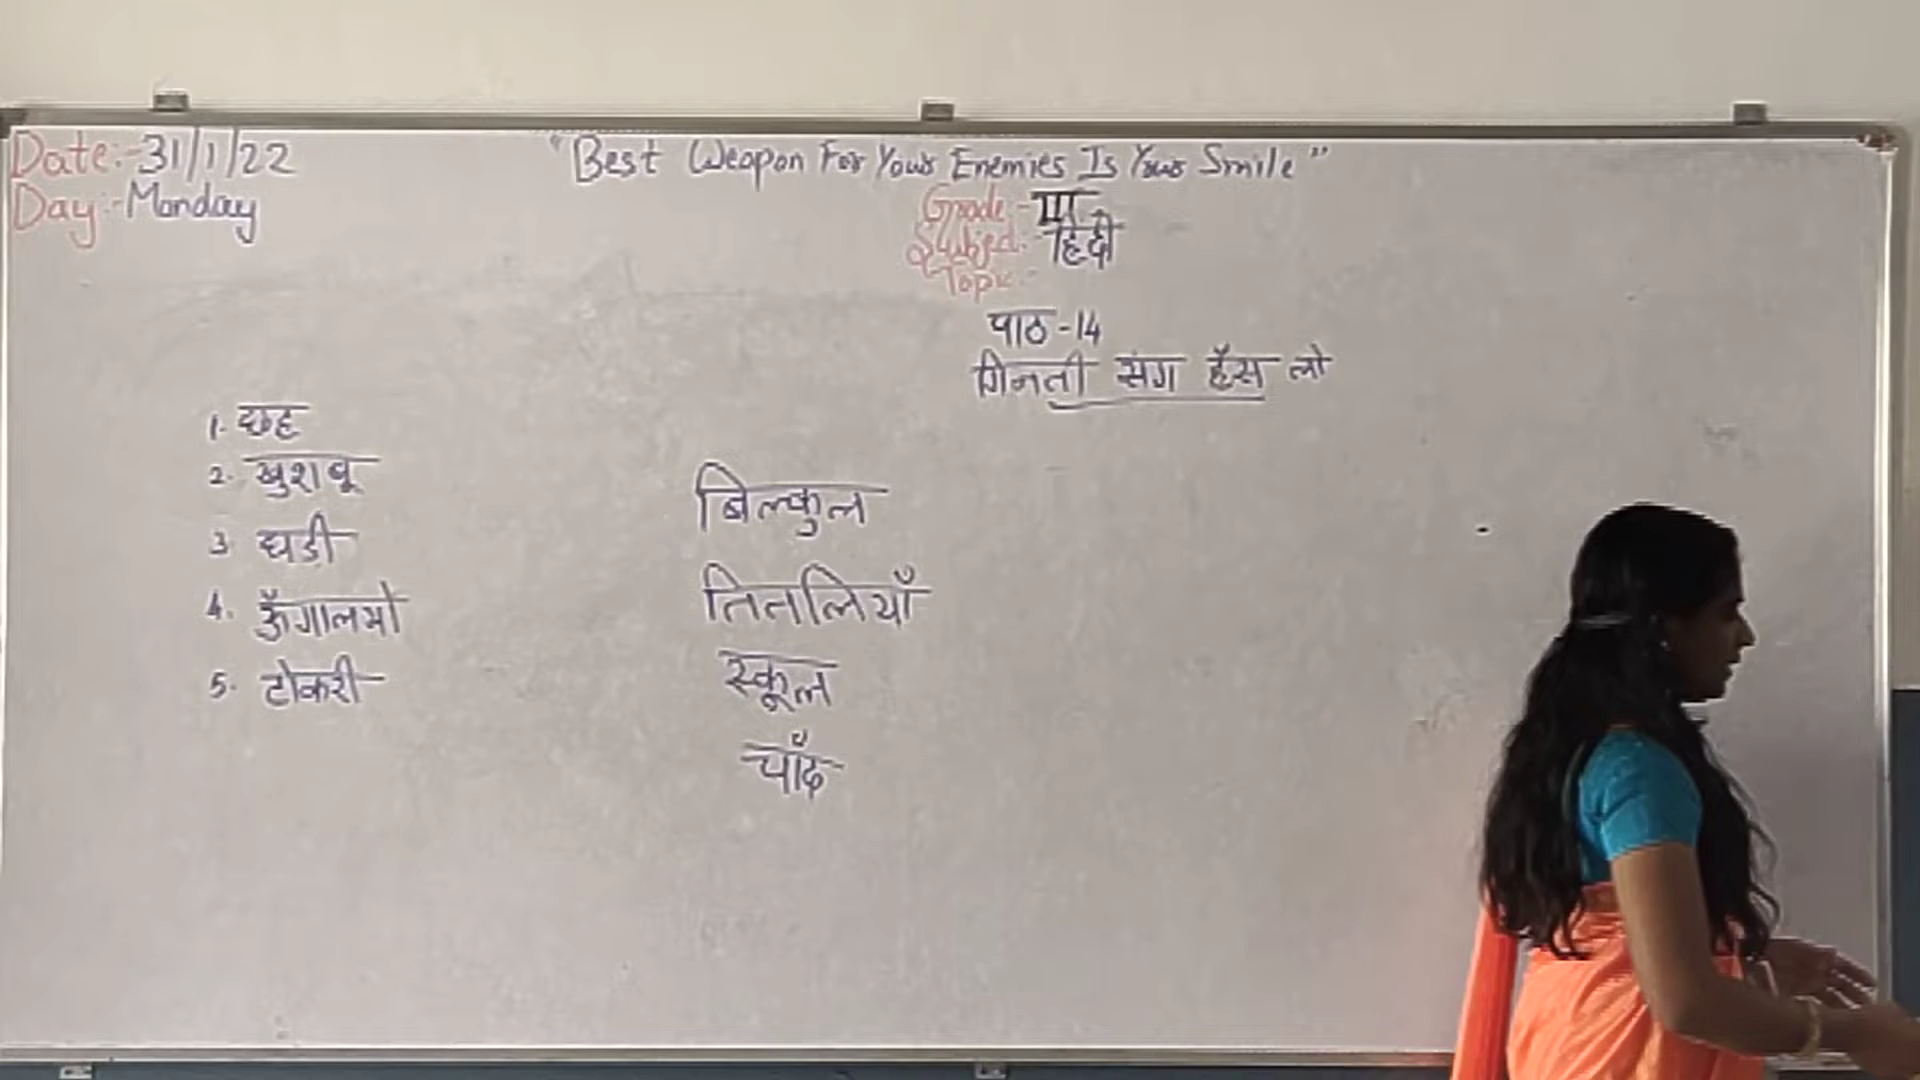 Date:-31/1/22
Day:-Monday
"Best Weapon For Your Enemies Is Your Smile"
Grade:-III
Subject:- हिंदी
Topic:-
पाठ-14
गिनती संग हँस लो
1. छह
2. खुशबू
3. घड़ी
4. ऊँगालयो
5. टोकरी
बिल्कुल
तितलियाँ
स्कूल
चाँद